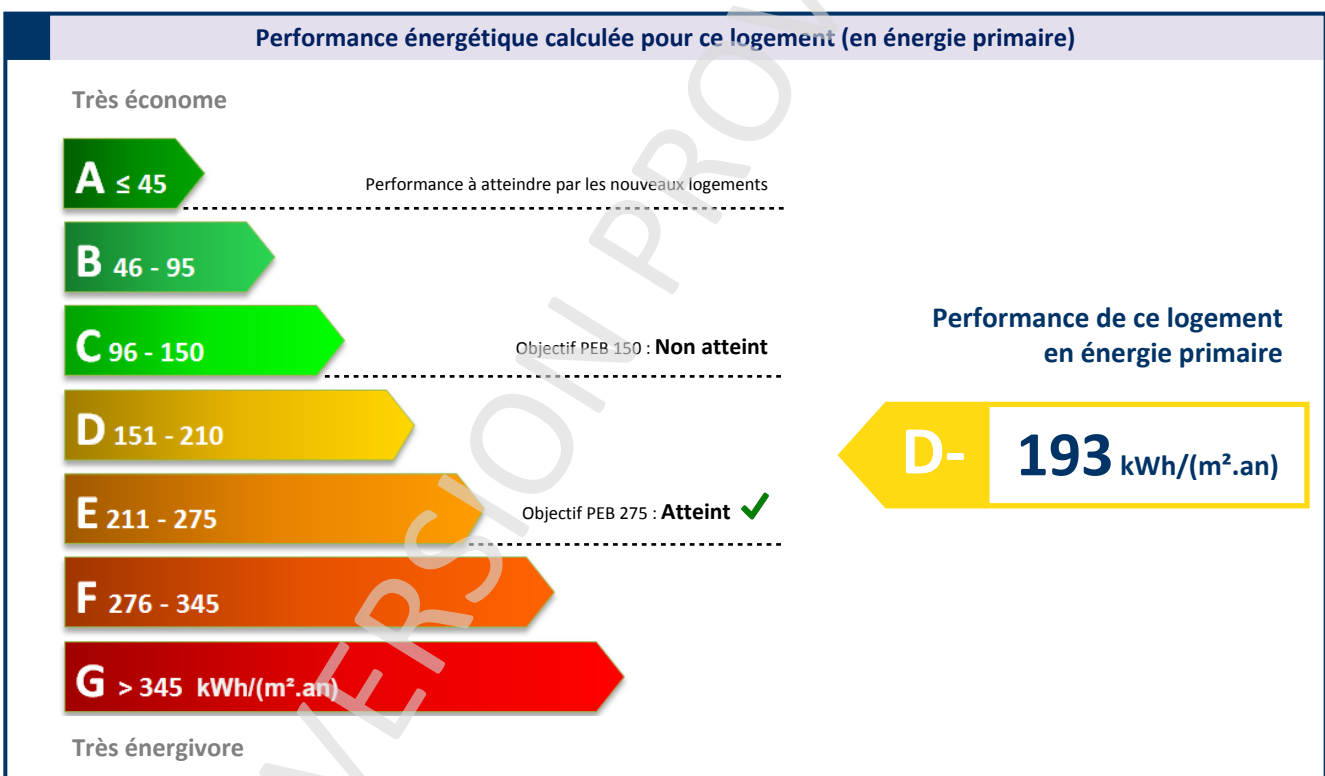 Performance énergétique calculée pour ce logement (en énergie primaire)
Très économe
A ≤ 45
Performance à atteindre par les nouveaux logements
B 46 - 95
C 96 - 150
Objectif PEB 150 : Non atteint
Performance de ce logement
en énergie primaire
D 151 - 210
D- 193 kWh/(m².an)
E 211 - 275
Objectif PEB 275 : Atteint ✓
F 276 - 345
G > 345 kWh/(m².an)
Très énergivore
VERSION PROV